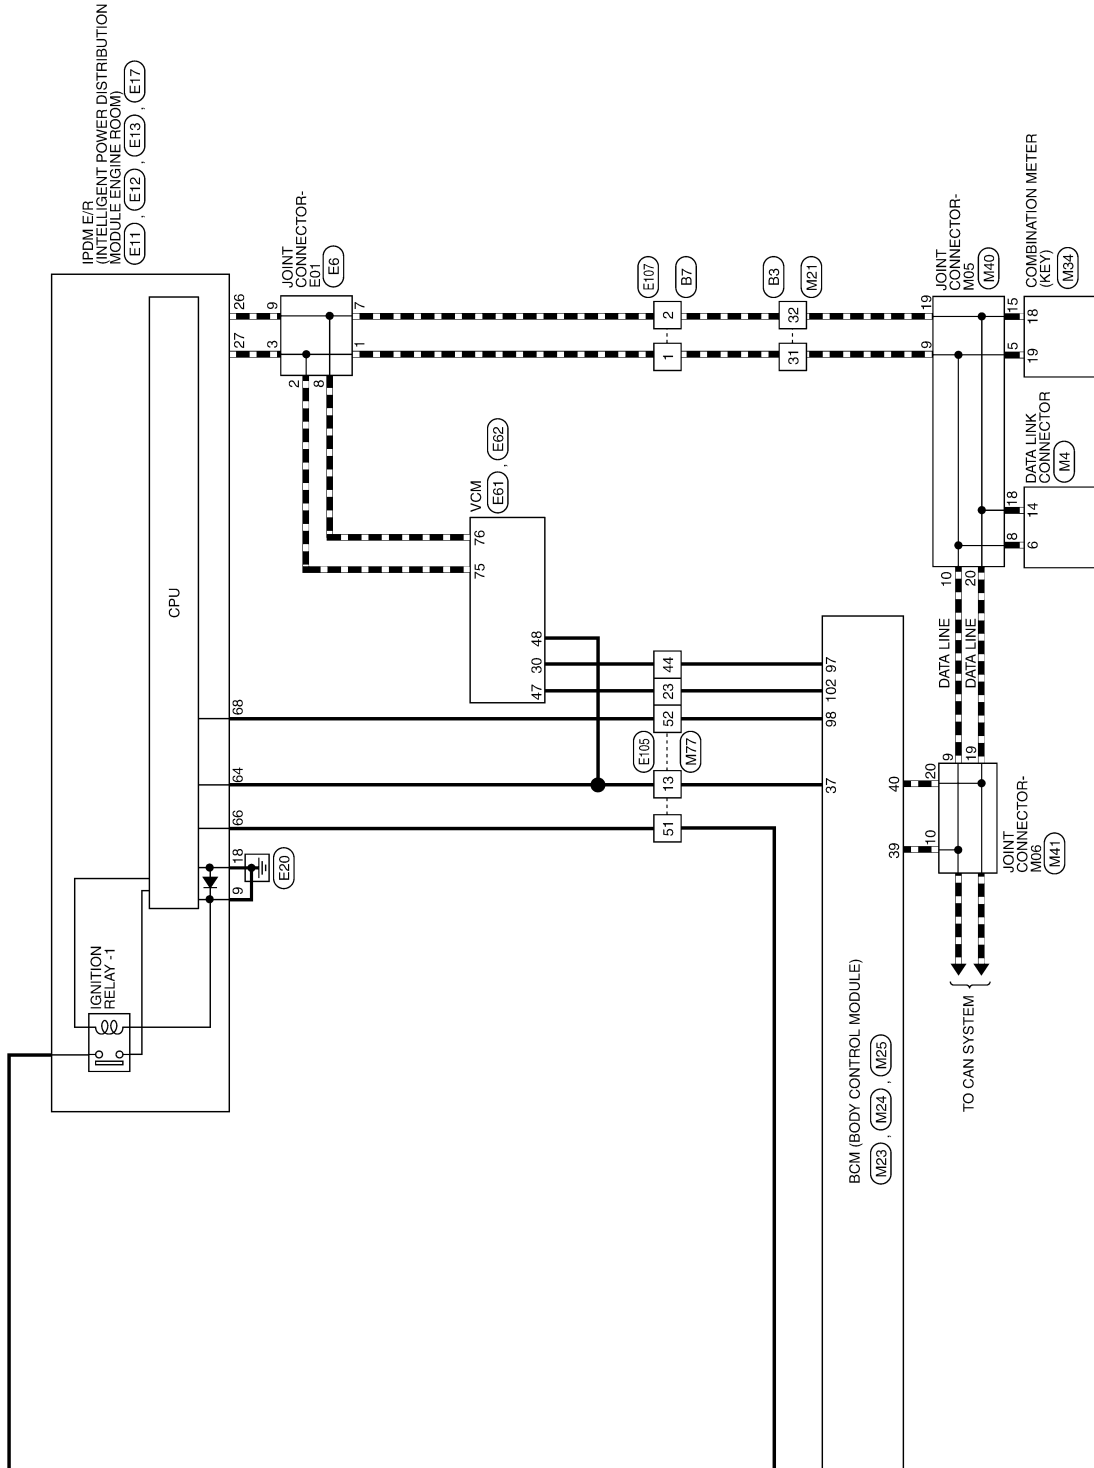 IPDM E/R
(INTELLIGENT POWER DISTRIBUTION
MODULE ENGINE ROOM)
E11 , E12 , E13 , E17
CPU
IGNITION
RELAY -1
26
27
68
64
66
18
9
E20
9
3
JOINT
CONNECTOR-
E01
E6
7
1
2
8
VCM
E61 , E62
76
75
48
30
47
E107
B7
2
1
B3
M21
32
31
44
23
52
E105
M77
13
51
97
102
98
37
40
39
BCM (BODY CONTROL MODULE)
M23 , M24 , M25
19
9
JOINT
CONNECTOR-
M05
M40
15
5
18
8
10
20
COMBINATION METER
(KEY)
M34
18
19
DATA LINK
CONNECTOR
M4
14
6
DATA LINE
DATA LINE
9
19
20
10
JOINT
CONNECTOR-
M06
M41
TO CAN SYSTEM